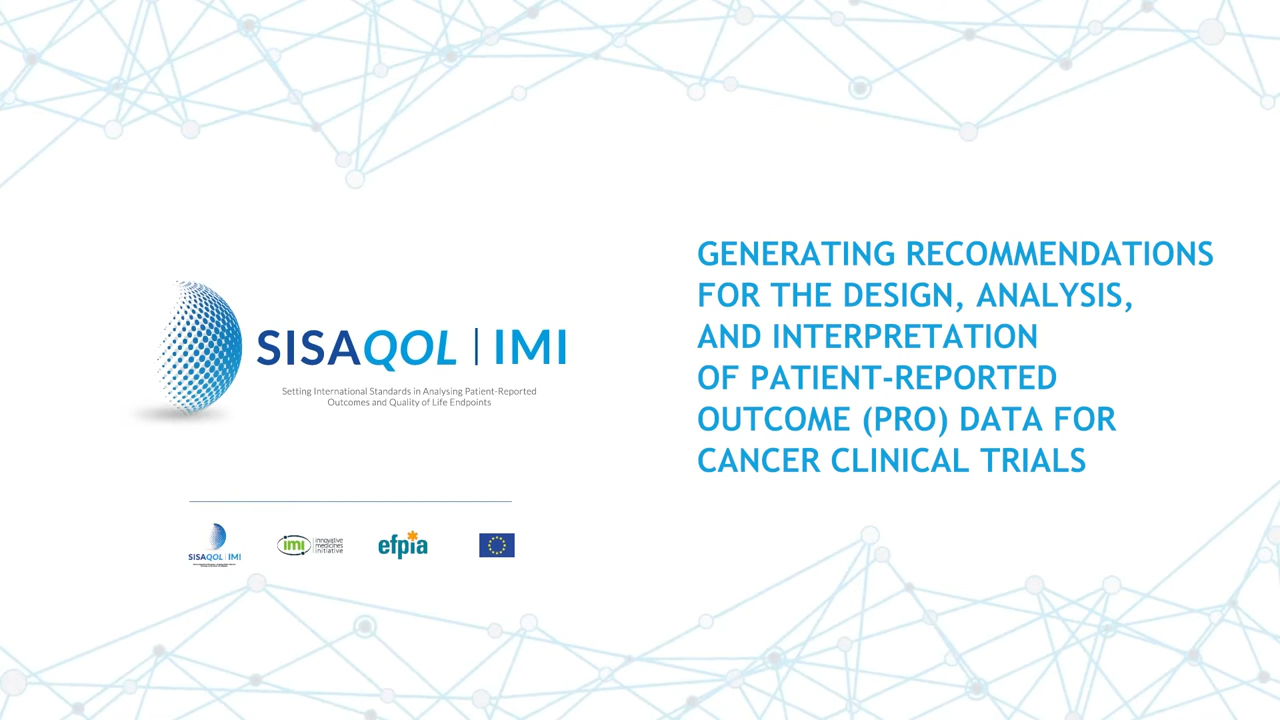 SISAQOL | IMI
Setting International Standards in Analysing Patient-Reported
Outcomes and Quality of Life Endpoints
GENERATING RECOMMENDATIONS
FOR THE DESIGN, ANALYSIS,
AND INTERPRETATION
OF PATIENT-REPORTED
OUTCOME (PRO) DATA FOR
CANCER CLINICAL TRIALS
SISAQOL | IMI
imi
innovative
medicines
initiative
efpia